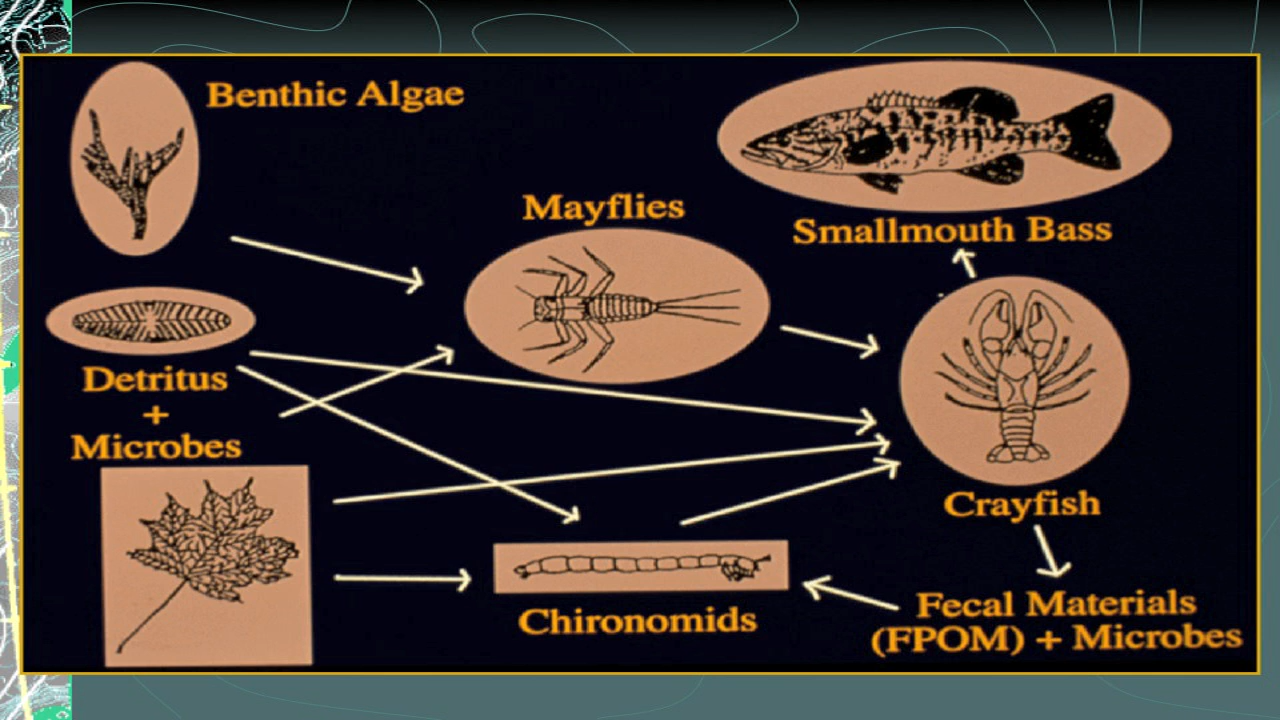 Benthic Algae
Mayflies
Smallmouth Bass
Detritus
+
Microbes
Crayfish
Chironomids
Fecal Materials
(FPOM) + Microbes